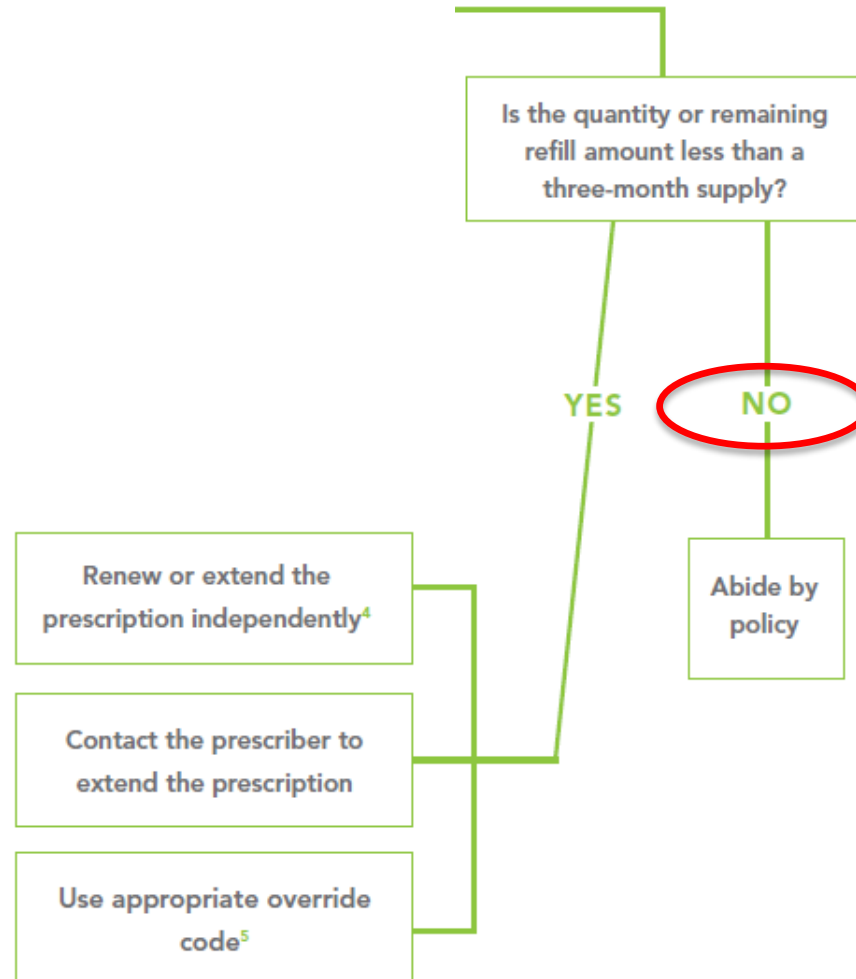 Is the quantity or remaining
refill amount less than a
three-month supply?
YES
NO
Renew or extend the
prescription independently⁴
Abide by
policy
Contact the prescriber to
extend the prescription
Use appropriate override
code⁵